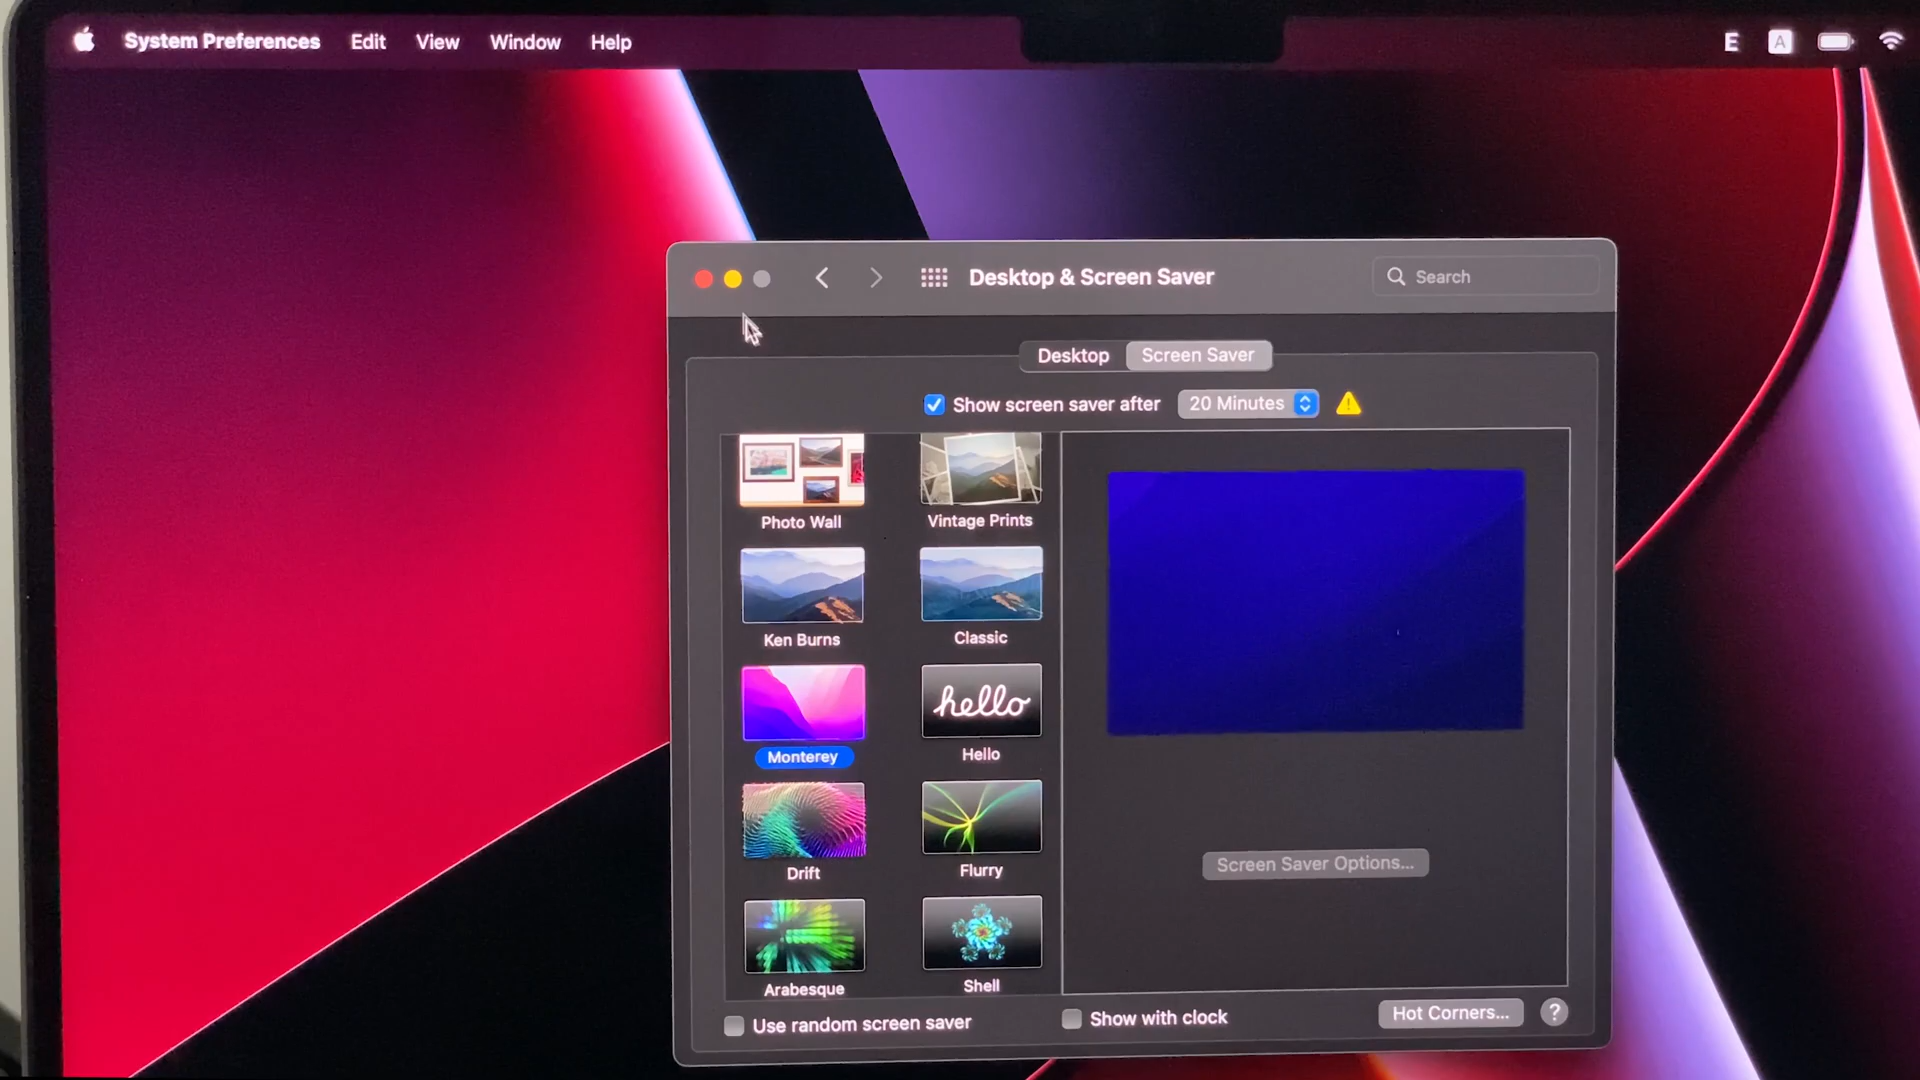 System Preferences Edit View Window Help E A
Desktop & Screen Saver Search
Desktop Screen Saver
Show screen saver after 20 Minutes
Photo Wall Vintage Prints
Ken Burns Classic
hello
Monterey Hello
Drift Flurry
Arabesque Shell
Screen Saver Options...
Use random screen saver Show with clock Hot Corners... ?